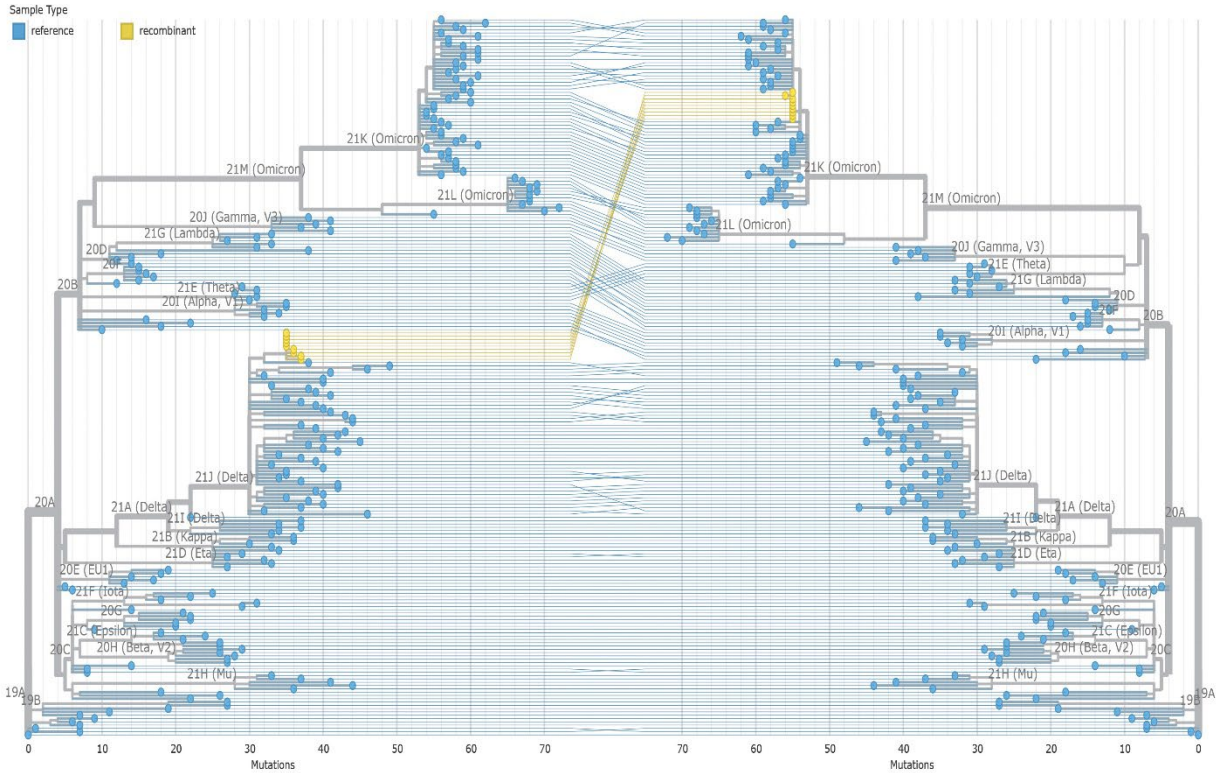 Sample Type
reference
recombinant
21K (Omicron)
21M (Omicron)
21L (Omicron)
20J (Gamma, V3)
21G (Lambda)
20D
20F
20B
21E (Theta)
20I (Alpha, V1)
21J (Delta)
20A
21A (Delta)
21I (Delta)
21B (Kappa)
21D (Eta)
20E (EU1)
21F (Iota)
20G
21C (Epsilon)
20H (Beta, V2)
20C
21H (Mu)
19A
19B
10 20 30 40 50 60 70
Mutations
21K (Omicron)
21M (Omicron)
21L (Omicron)
20J (Gamma, V3)
21E (Theta)
21G (Lambda)
20D
20F
20B
20I (Alpha, V1)
21J (Delta)
21A (Delta)
20A
21I (Delta)
21B (Kappa)
21D (Eta)
20E (EU1)
21F (Iota)
20G
21C (Epsilon)
20H (Beta, V2)
20C
21H (Mu)
19A
19B
70 60 50 40 30 20 10 0
Mutations